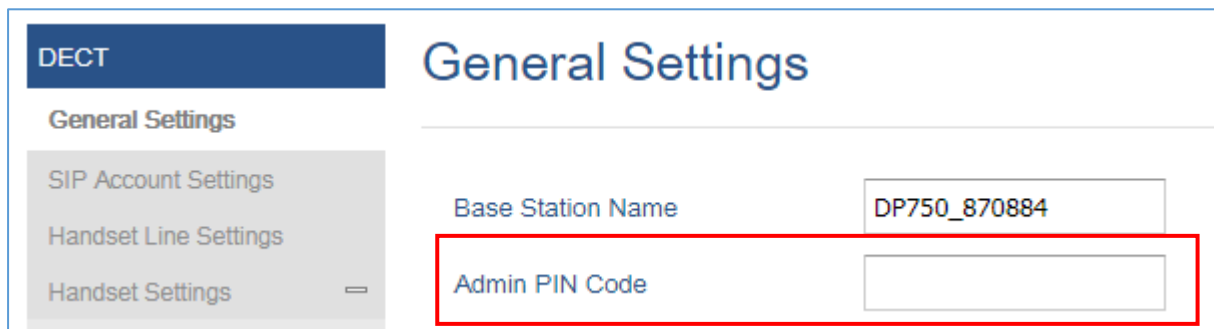 DECT
General Settings
General Settings
SIP Account Settings
Handset Line Settings
Handset Settings
Base Station Name
DP750_870884
Admin PIN Code